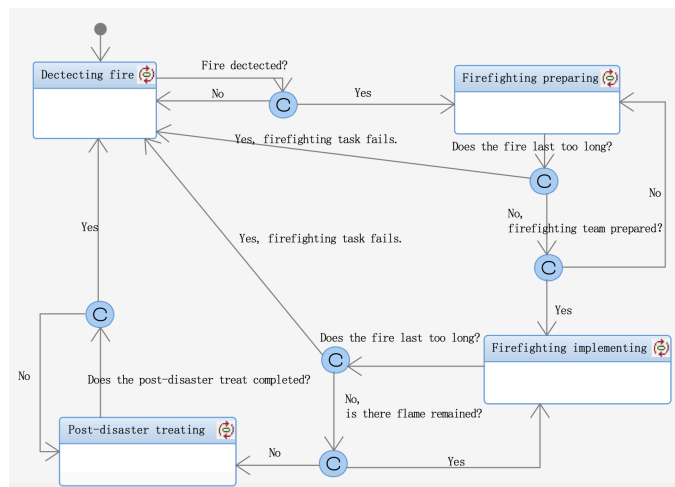 Fire dectected?
Dectecting fire
Firefighting preparing
No
C
Yes
Yes, firefighting task fails.
Does the fire last too long?
C
No
No,
firefighting team prepared?
Yes
Yes, firefighting task fails.
C
C
Yes
Does the fire last too long?
Firefighting implementing
C
No
Does the post-disaster treat completed?
No,
is there flame remained?
Post-disaster treating
No
C
Yes